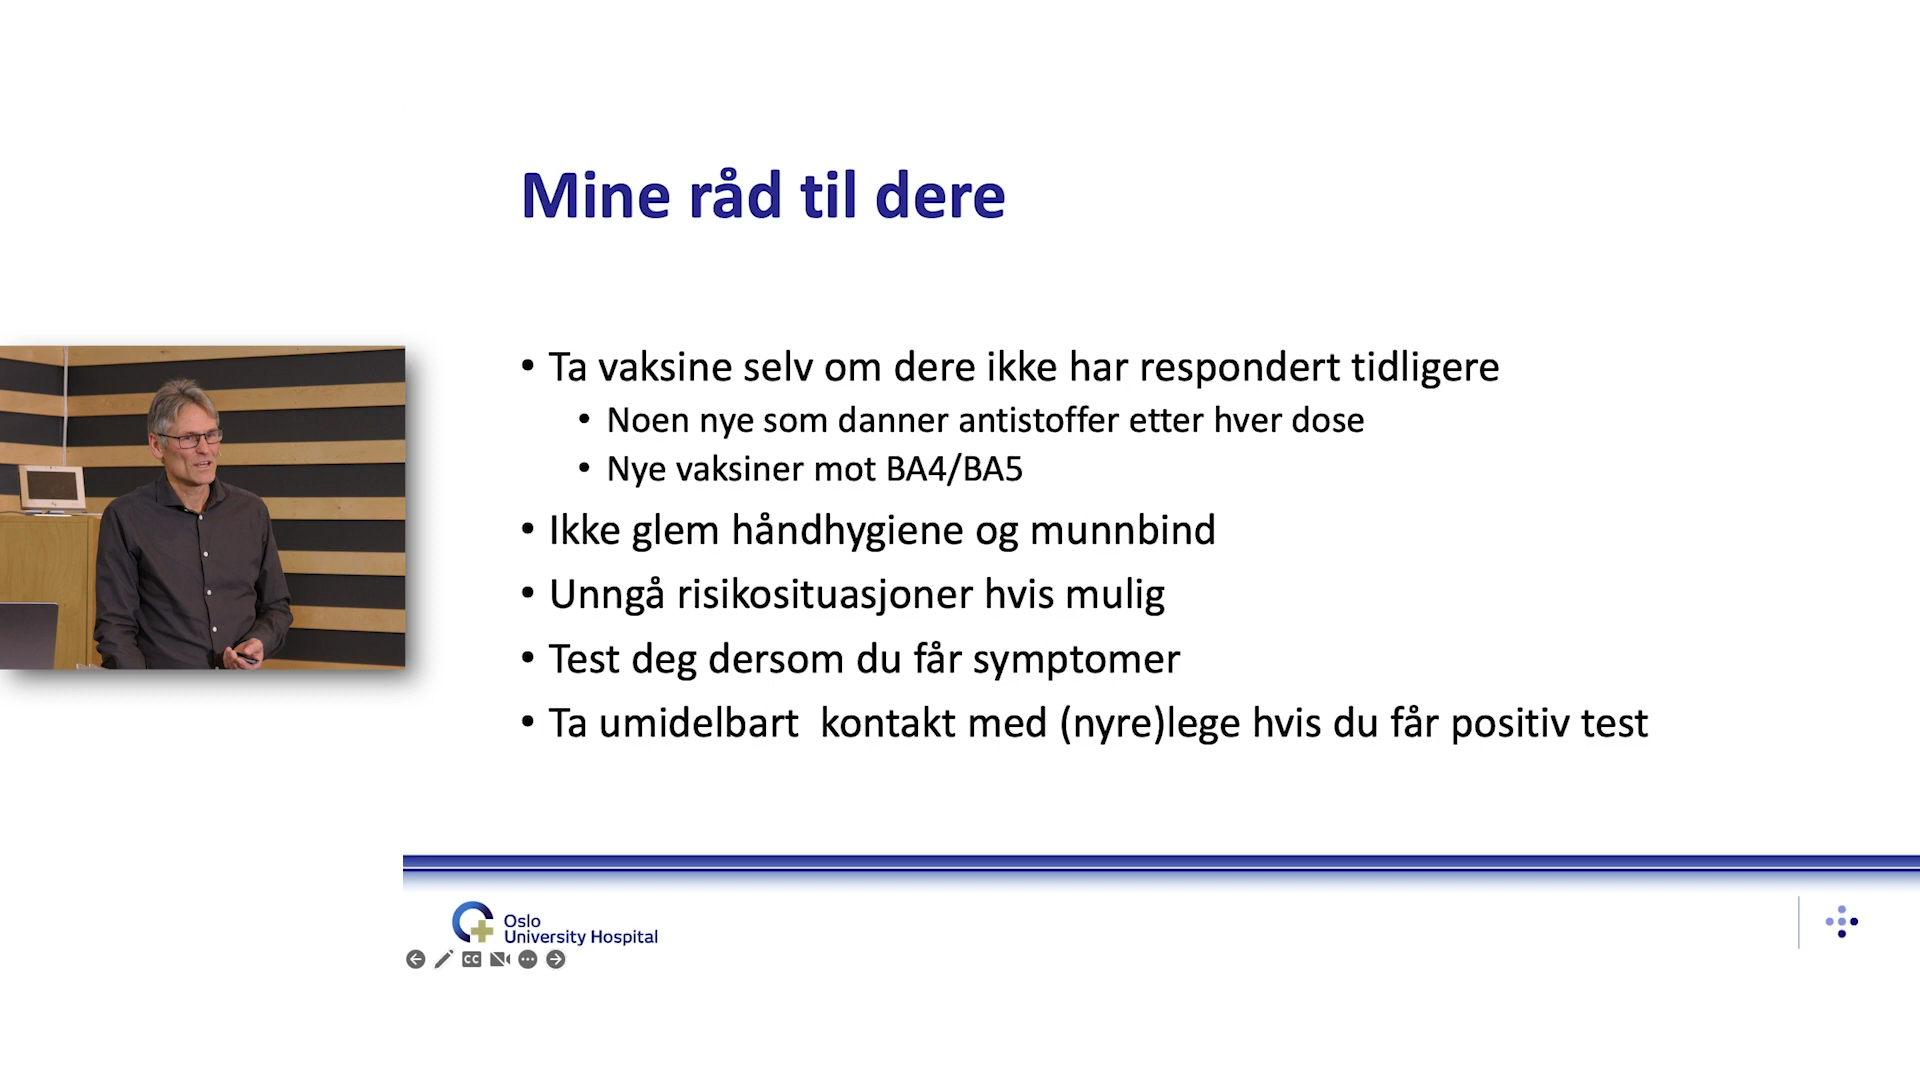 Mine råd til dere
• Ta vaksine selv om dere ikke har respondert tidligere
• Noen nye som danner antistoffer etter hver dose
• Nye vaksiner mot BA4/BA5
• Ikke glem håndhygiene og munnbind
• Unngå risikosituasjoner hvis mulig
• Test deg dersom du får symptomer
• Ta umidelbart  kontakt med (nyre)lege hvis du får positiv test
Oslo
University Hospital
CC